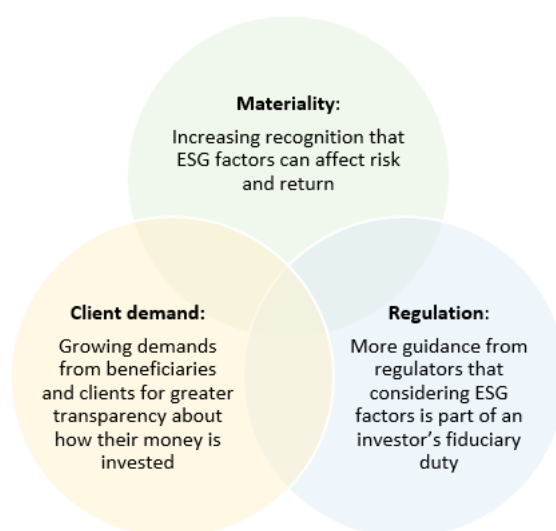 Materiality:
Increasing recognition that
ESG factors can affect risk
and return
Client demand:
Growing demands
from beneficiaries
and clients for greater
transparency about
how their money is
invested
Regulation:
More guidance from
regulators that
considering ESG
factors is part of an
investor’s fiduciary
duty